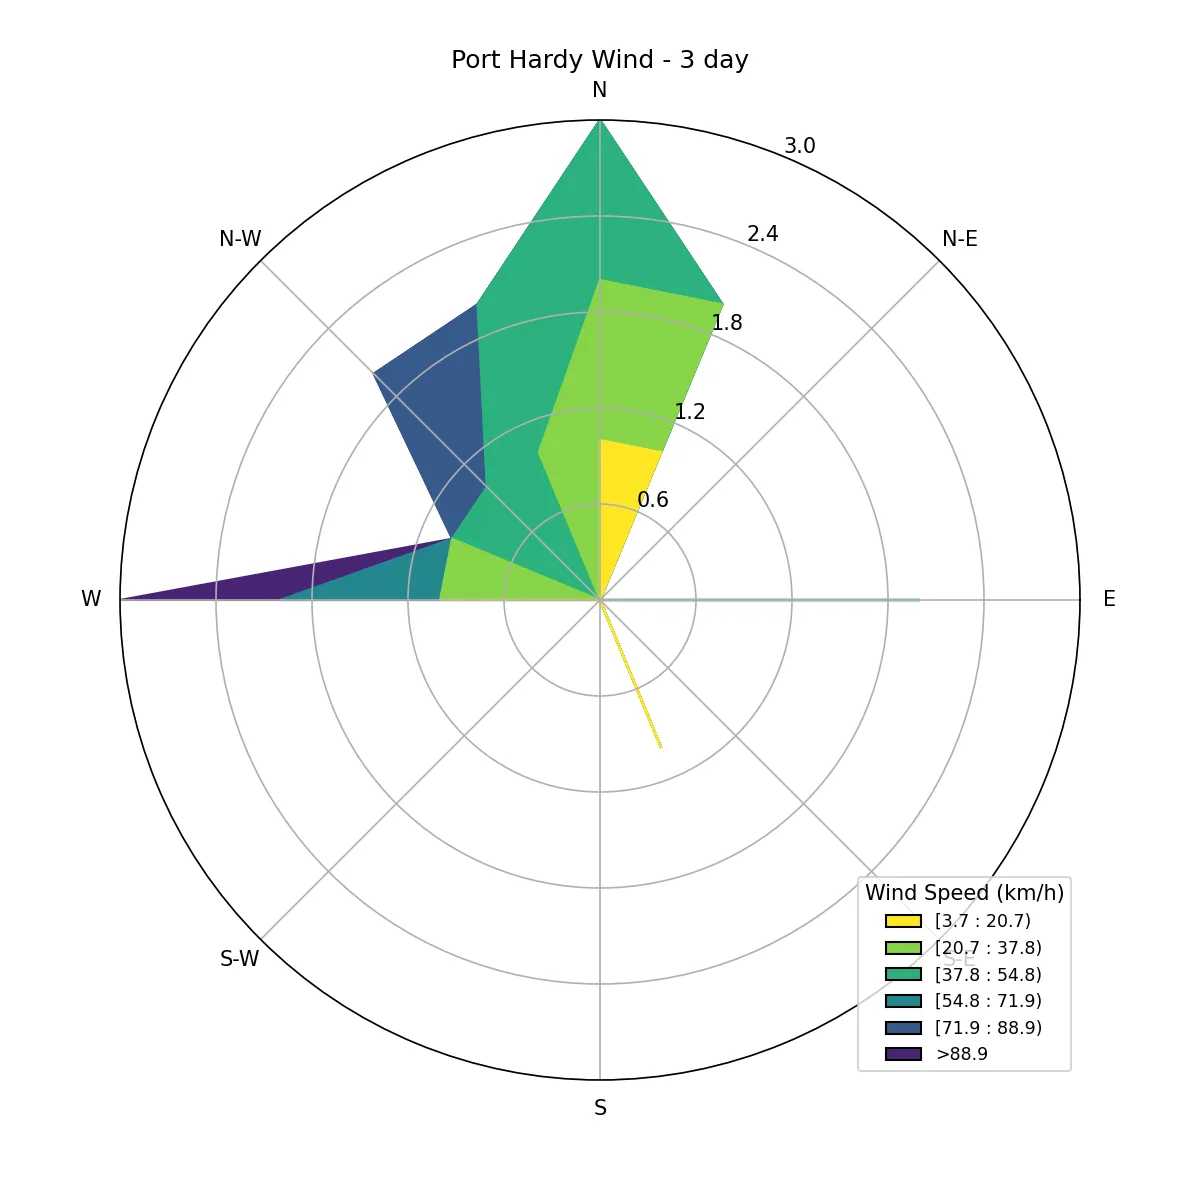 Port Hardy Wind - 3 day
N
3.0
N-W
2.4
N-E
1.8
1.2
0.6
W
E
Wind Speed (km/h)
[3.7 : 20.7)
[20.7 : 37.8)
S-W
S-E
[37.8 : 54.8)
[54.8 : 71.9)
[71.9 : 88.9)
>88.9
S